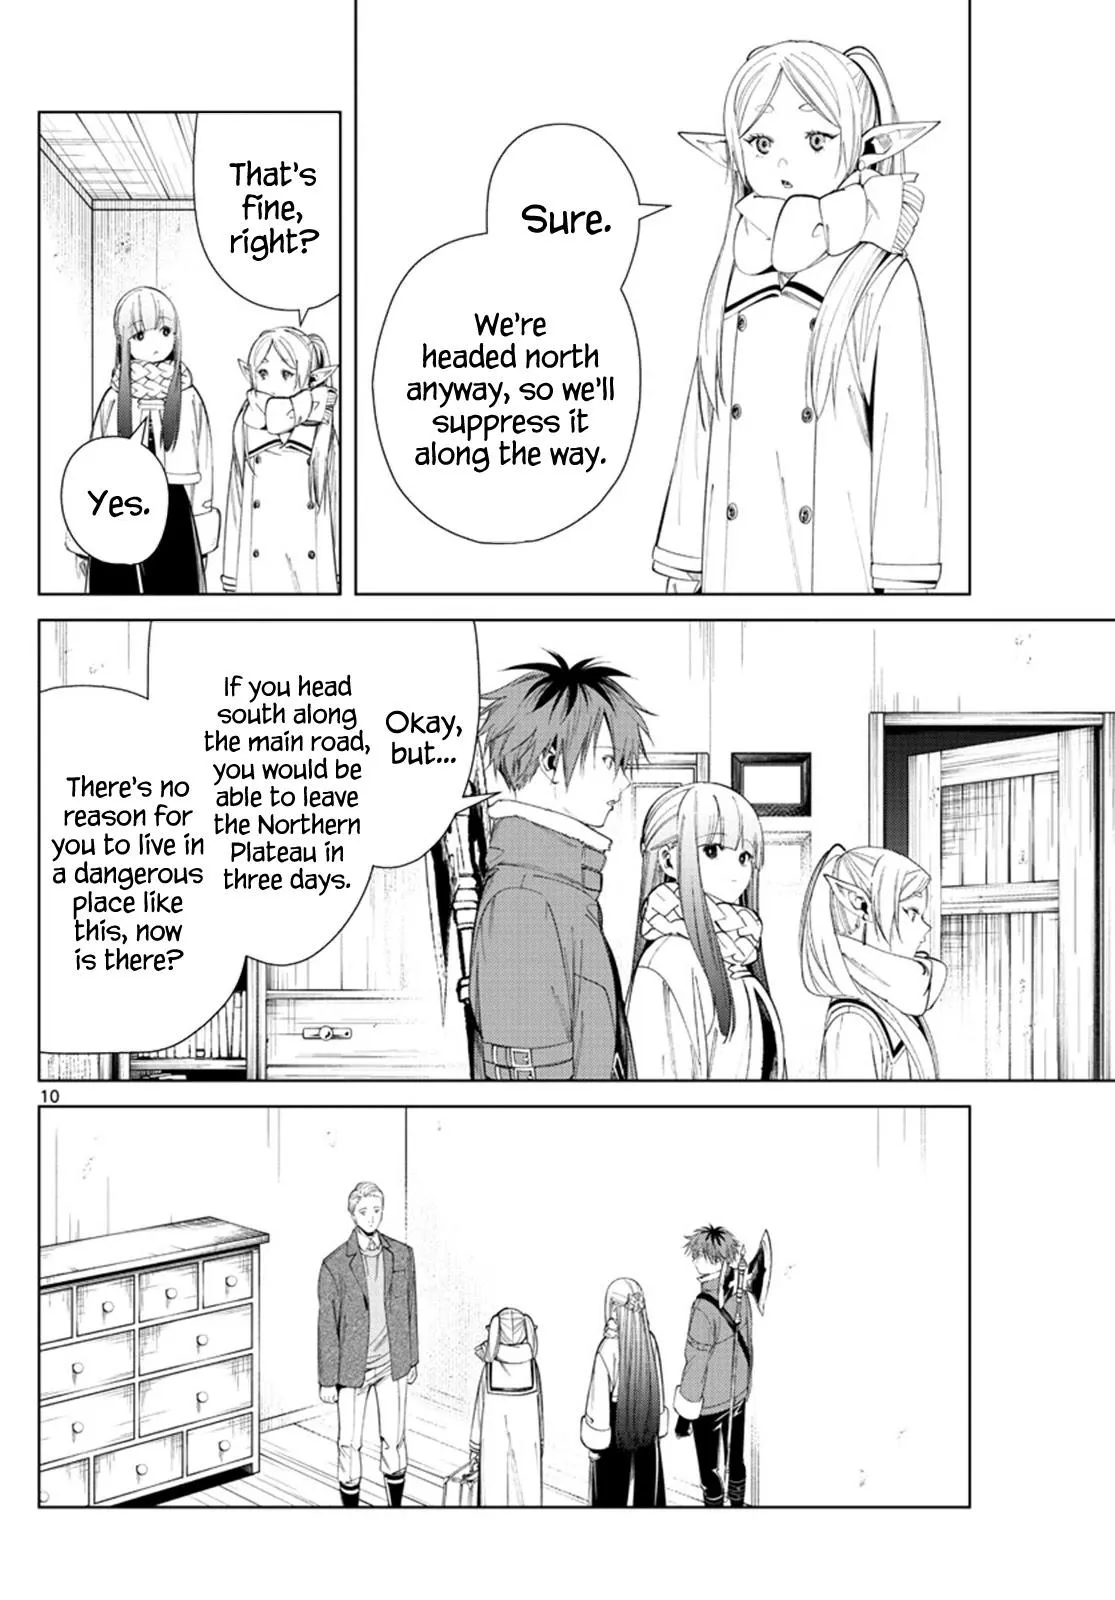 Sure.
We're
headed north
anyway, so we'll
suppress it
along the way.
That's
fine,
right?
Yes.
Okay,
but...
If you head
south along
the main road,
you would be
able to leave
the Northern
Plateau in
three days.
There's no
reason for
you to live in
a dangerous
place like
this, now
is there?
10